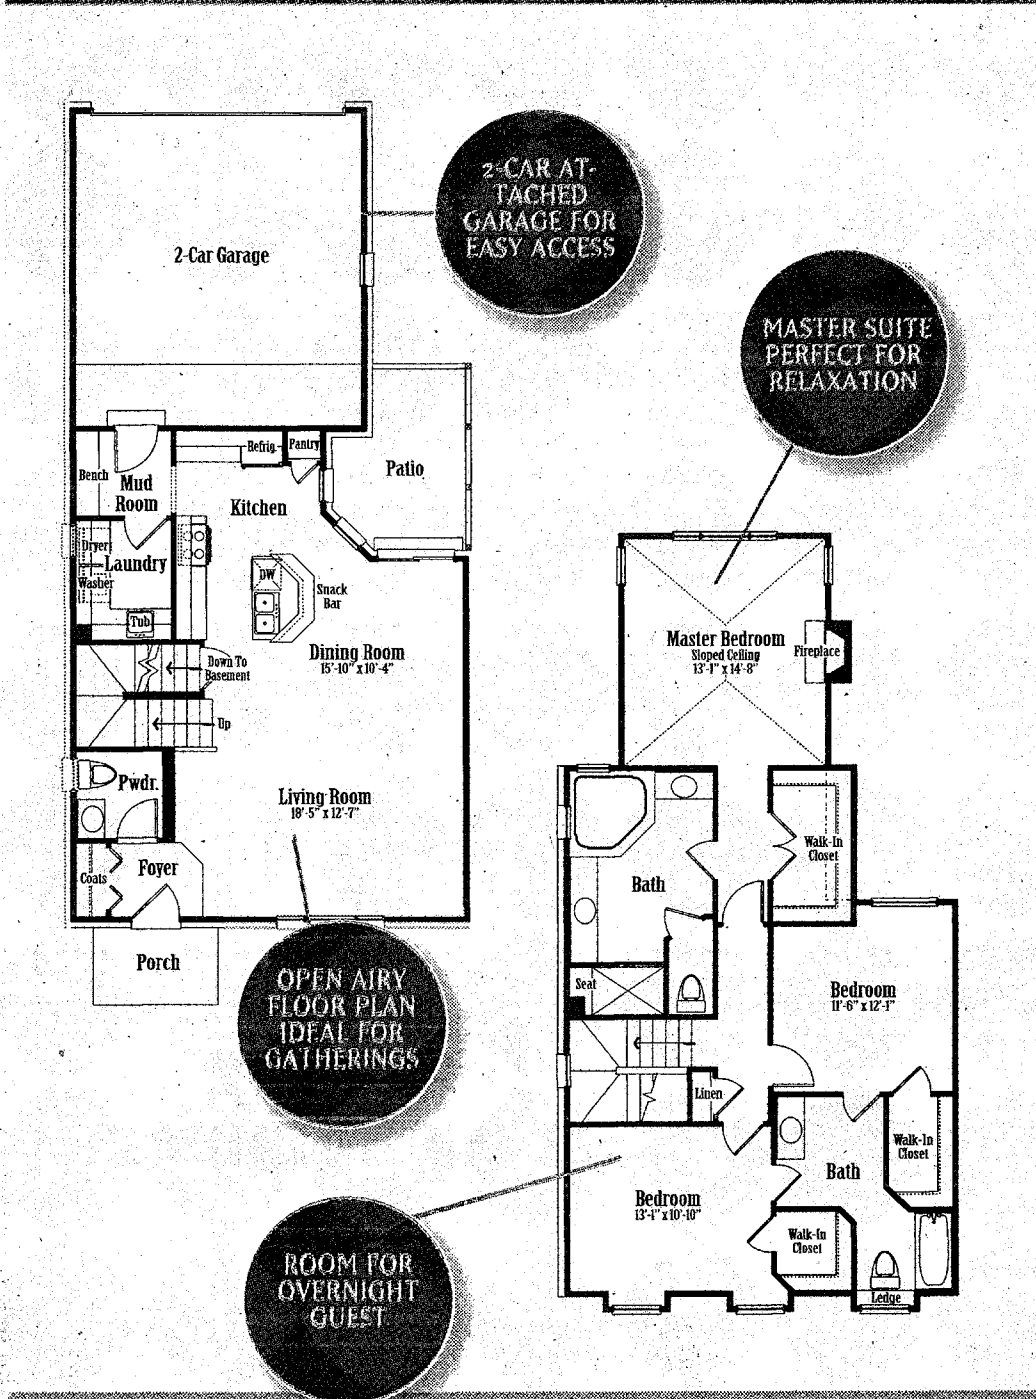 2-CAR AT-
TACHED
GARAGE FOR
EASY ACCESS
2-Car Garage
MASTER SUITE
PERFECT FOR
RELAXATION
Refrig.
Pantry
Bench
Mud
Room
Kitchen
Patio
Dryer
Laundry
Washer
DW
Snack
Bar
Tub
Dining Room
15'-10" x 10'-4"
Down To
Basement
Up
Pwdr.
Living Room
18'-5" x 12'-7"
Coats
Foyer
Porch
OPEN AIRY
FLOOR PLAN
IDEAL FOR
GATHERINGS
Master Bedroom
Sloped Ceiling
13'-1" x 14'-8"
Fireplace
Walk-In
Closet
Bath
Seat
Bedroom
11'-6" x 12'-1"
Linen
Walk-In
Closet
Bath
Bedroom
13'-1" x 10'-10"
Walk-In
Closet
Ledge
ROOM FOR
OVERNIGHT
GUEST